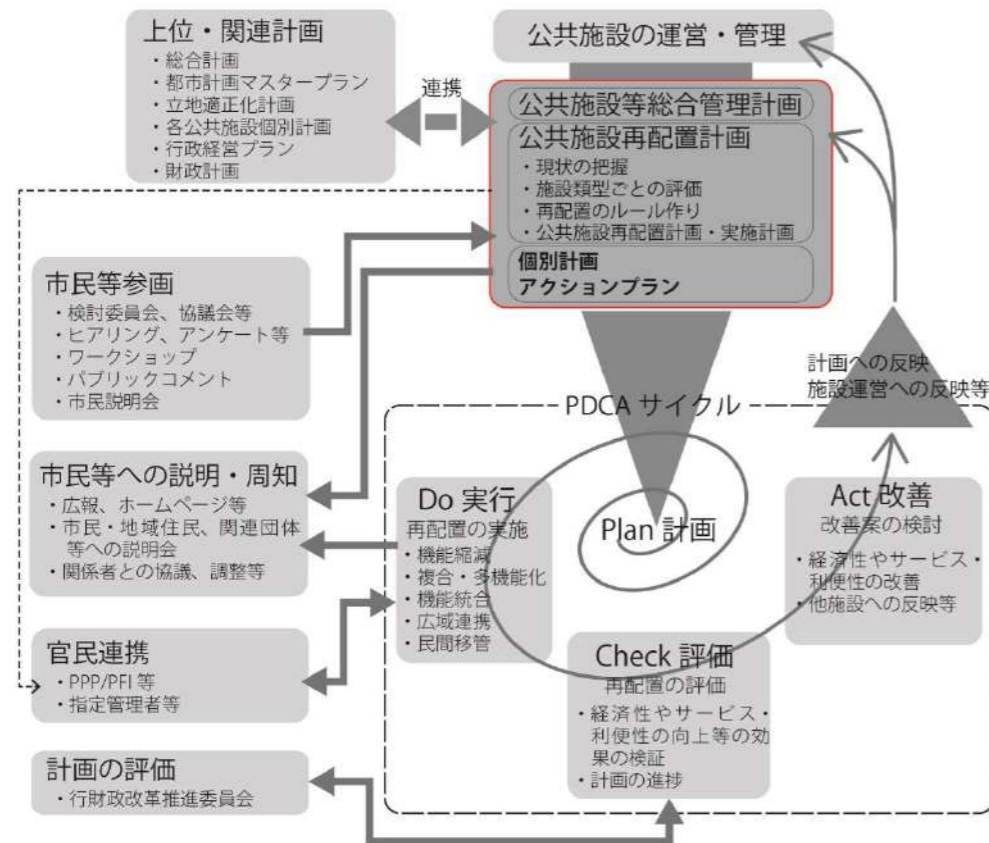 上位・関連計画
・総合計画
・都市計画マスタープラン
・立地適正化計画
・各公共施設個別計画
・行政経営プラン
・財政計画
連携
公共施設の運営・管理
公共施設等総合管理計画
公共施設再配置計画
・現状の把握
・施設類型ごとの評価
・再配置のルール作り
・公共施設再配置計画・実施計画
個別計画
アクションプラン
市民等参画
・検討委員会、協議会等
・ヒアリング、アンケート等
・ワークショップ
・パブリックコメント
・市民説明会
計画への反映
施設運営への反映等
PDCA サイクル
市民等への説明・周知
・広報、ホームページ等
・市民・地域住民、関連団体
等への説明会
・関係者との協議、調整等
Do 実行
再配置の実施
・機能縮減
・複合・多機能化
・機能統合
・広域連携
・民間移管
Plan 計画
Act 改善
改善案の検討
・経済性やサービス・
利便性の改善
・他施設への反映等
官民連携
・PPP/PFI 等
・指定管理者等
Check 評価
再配置の評価
・経済性やサービス・
利便性の向上等の効
果の検証
・計画の進捗
計画の評価
・行財政改革推進委員会